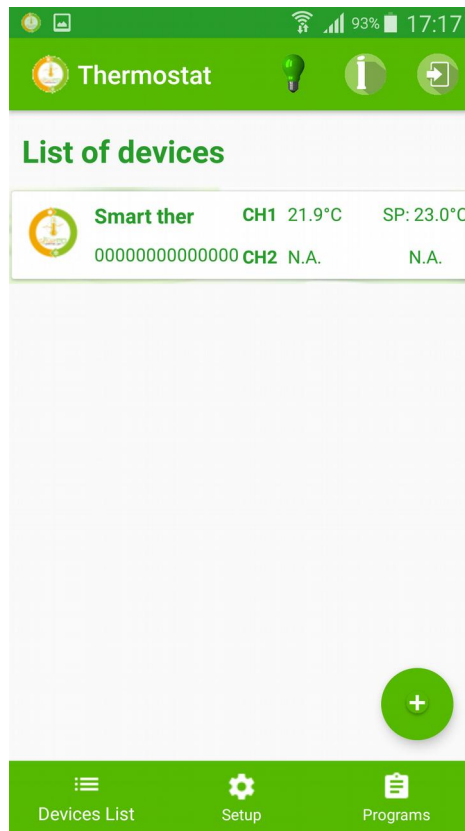 93% 17:17
Thermostat
List of devices
Smart ther CH1 21.9°C SP: 23.0°C
00000000000000 CH2 N.A. N.A.
+
Devices List Setup Programs